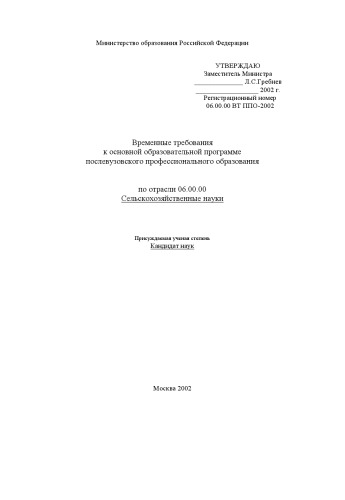 Министерство образования Российской Федерации
УТВЕРЖДАЮ
Заместитель Министра
_______________ Л.С.Гребнев
___________________ 2002 г.
Регистрационный номер
06.00.00 ВТ ППО-2002
Временные требования
к основной образовательной программе
послевузовского профессионального образования
по отрасли 06.00.00
Сельскохозяйственные науки
Присуждаемая ученая степень
Кандидат наук
Москва 2002